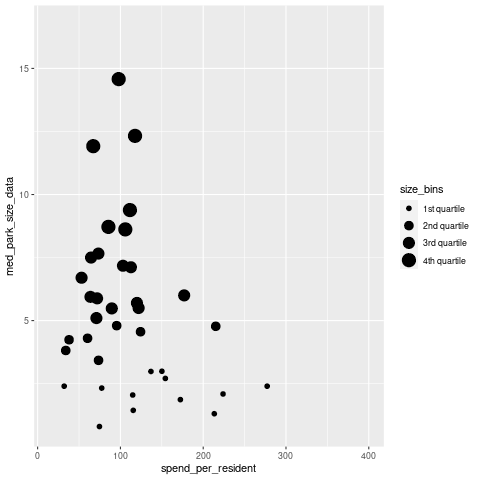 15
10
5
med_park_size_data
0
100
200
300
400
spend_per_resident
size_bins
1st quartile
2nd quartile
3rd quartile
4th quartile